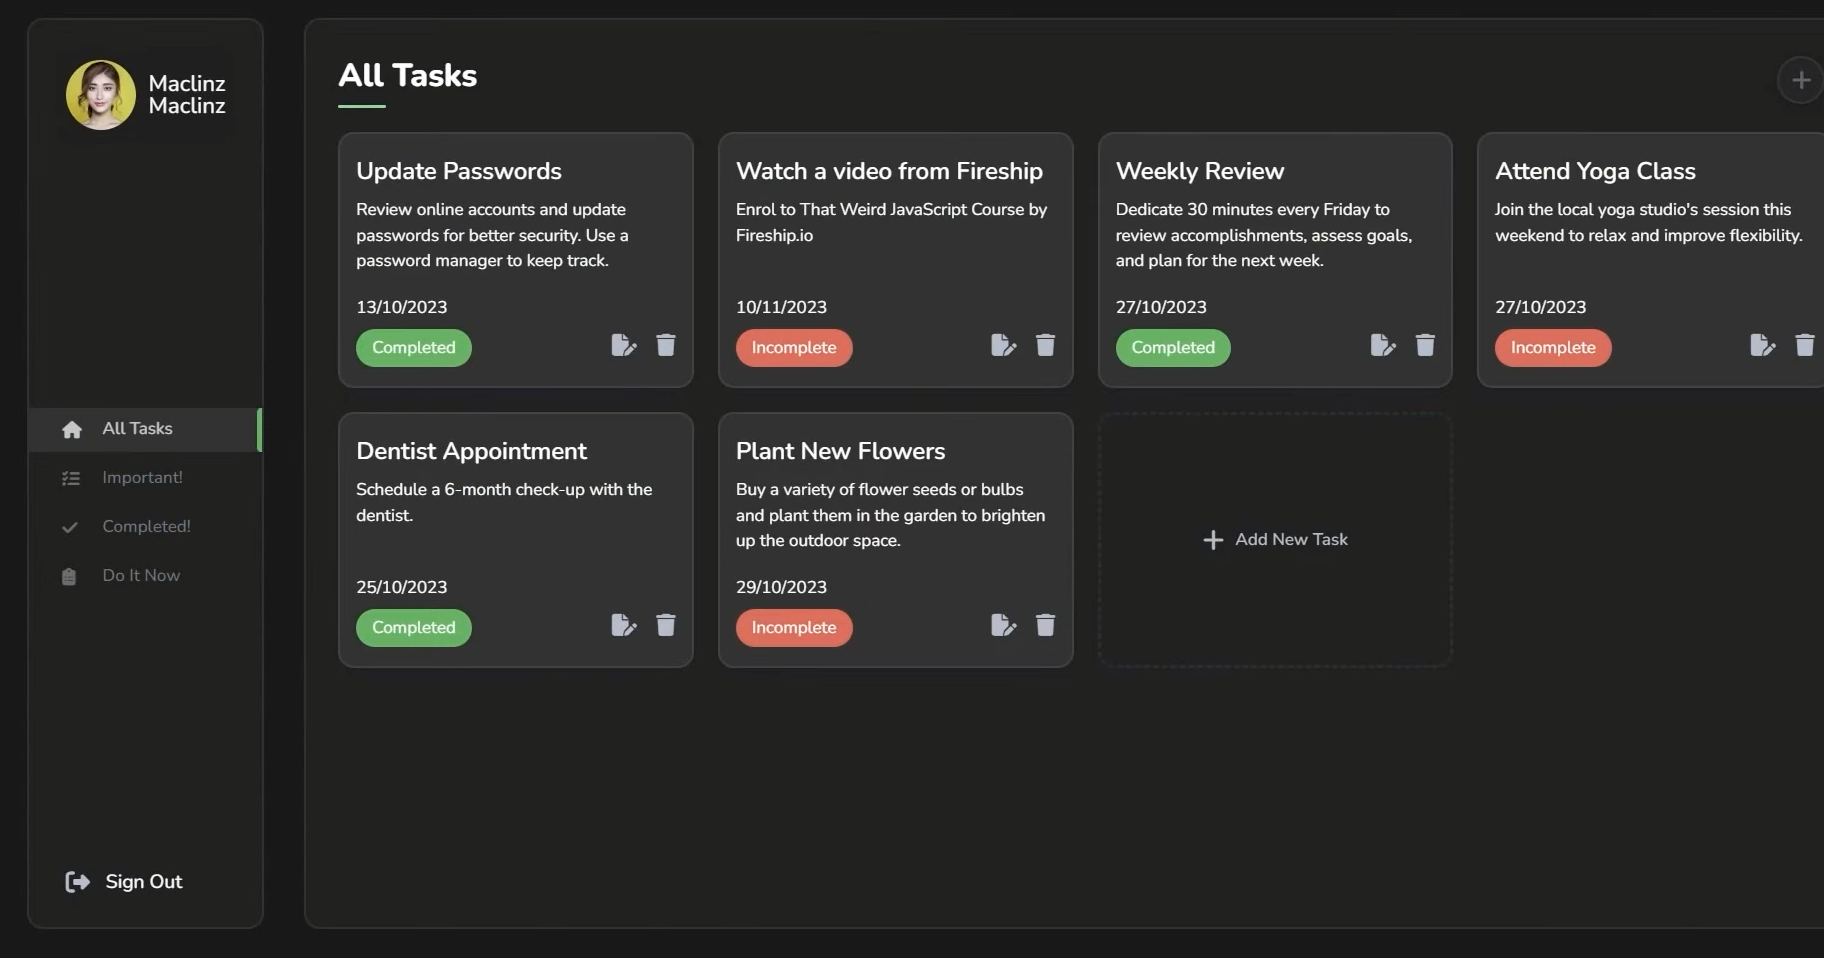 Maclinz
Maclinz
All Tasks
Important!
Completed!
Do It Now
Sign Out
All Tasks
Update Passwords
Review online accounts and update
passwords for better security. Use a
password manager to keep track.
13/10/2023
Completed
Watch a video from Fireship
Enrol to That Weird JavaScript Course by
Fireship.io
10/11/2023
Incomplete
Weekly Review
Dedicate 30 minutes every Friday to
review accomplishments, assess goals,
and plan for the next week.
27/10/2023
Completed
Attend Yoga Class
Join the local yoga studio's session this
weekend to relax and improve flexibility.
27/10/2023
Incomplete
Dentist Appointment
Schedule a 6-month check-up with the
dentist.
25/10/2023
Completed
Plant New Flowers
Buy a variety of flower seeds or bulbs
and plant them in the garden to brighten
up the outdoor space.
29/10/2023
Incomplete
Add New Task